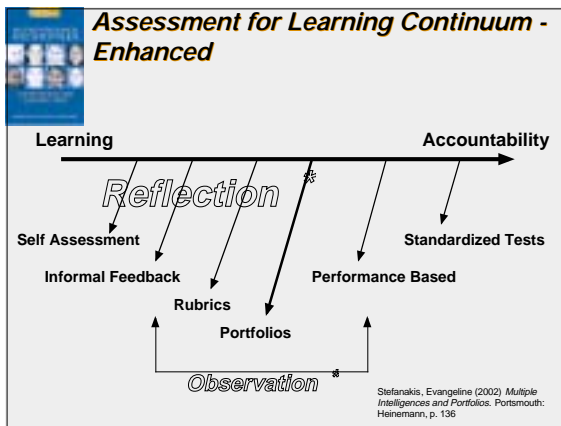 Assessment for Learning Continuum -
Enhanced
Learning
Accountability
Reflection *
Self Assessment
Standardized Tests
Informal Feedback
Performance Based
Rubrics
Portfolios
Observation *
Stefanakis, Evangeline (2002) Multiple
Intelligences and Portfolios. Portsmouth:
Heinemann, p. 136